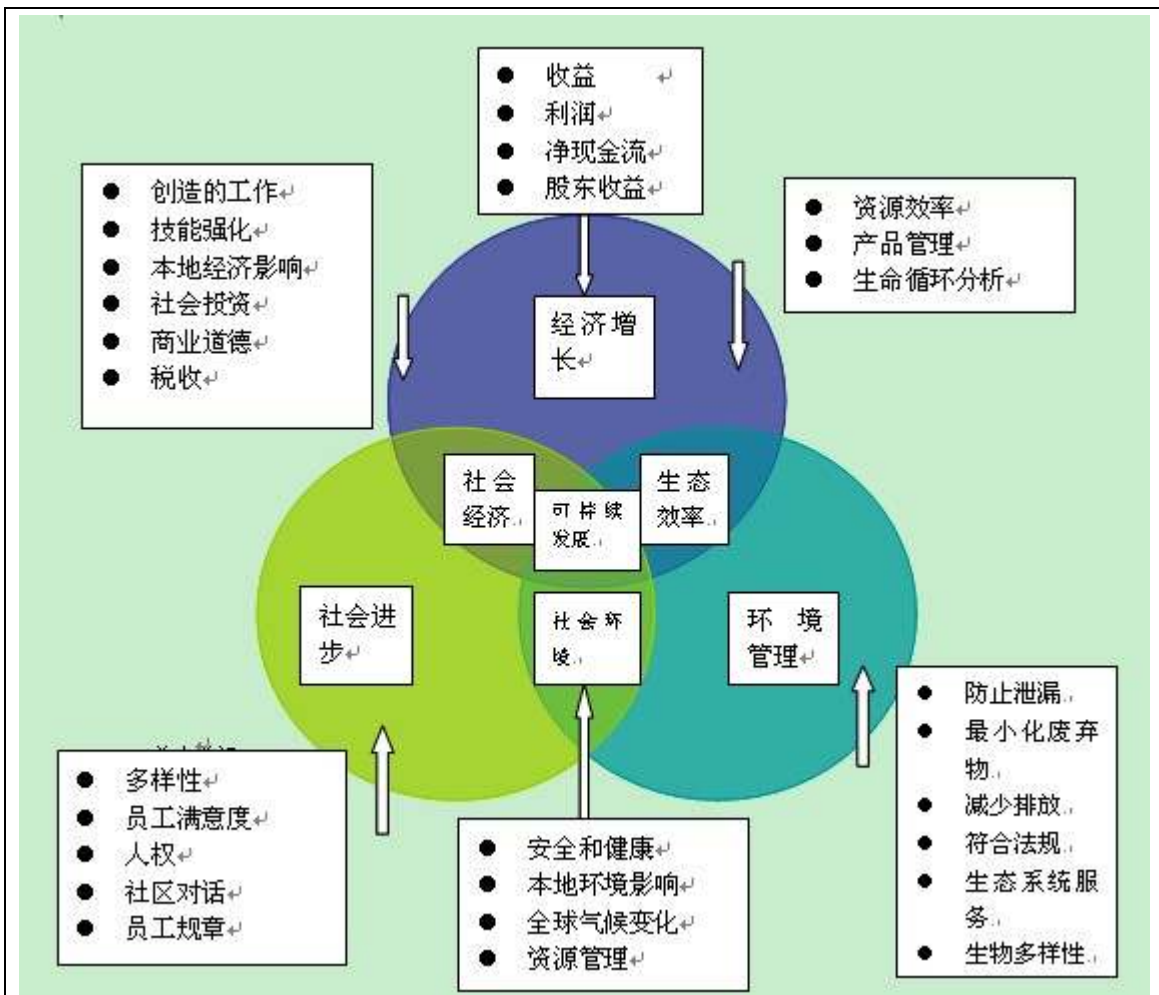 收益
利润
净现金流
股东收益
创造的工作
技能强化
本地经济影响
社会投资
商业道德
税收
资源效率
产品管理
生命循环分析
经济增
长
社会
经济
可持续
发展
生态
效率
社会进
步
社会环
境
环境
管理
多样性
员工满意度
人权
社区对话
员工规章
安全和健康
本地环境影响
全球气候变化
资源管理
防止泄漏
最小化废弃
物
减少排放
符合法规
生态系统服
务
生物多样性